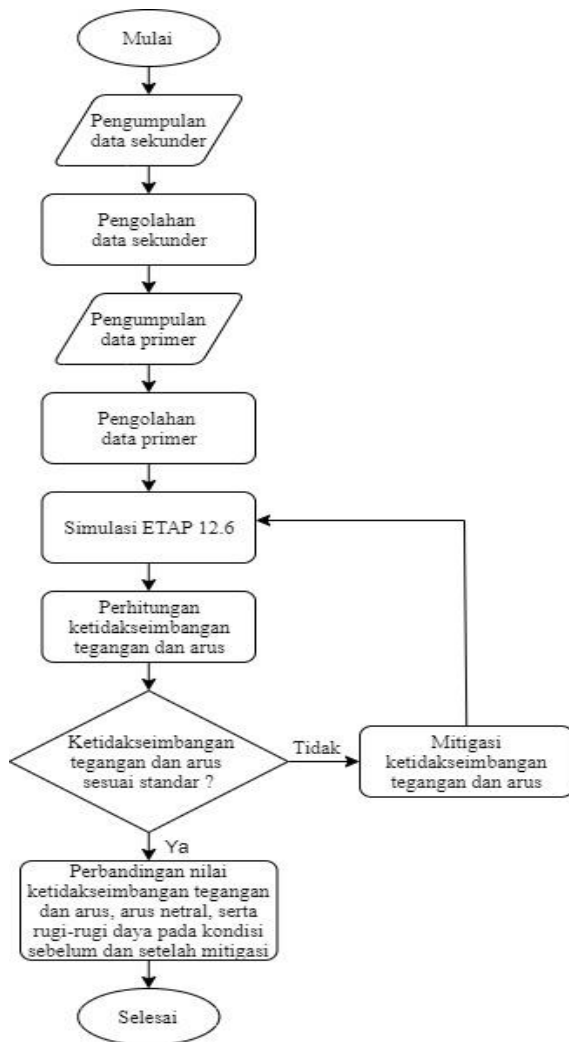 Mulai
Pengumpulan
data sekunder
Pengolahan
data sekunder
Pengumpulan
data primer
Pengolahan
data primer
Simulasi ETAP 12.6
Perhitungan
ketidakseimbangan
tegangan dan arus
Ketidakseimbangan
tegangan dan arus
sesuai standar ?
Tidak
Mitigasi
ketidakseimbangan
tegangan dan arus
Ya
Perbandingan nilai
ketidakseimbangan tegangan
dan arus, arus netral, serta
rugi-rugi daya pada kondisi
sebelum dan setelah mitigasi
Selesai